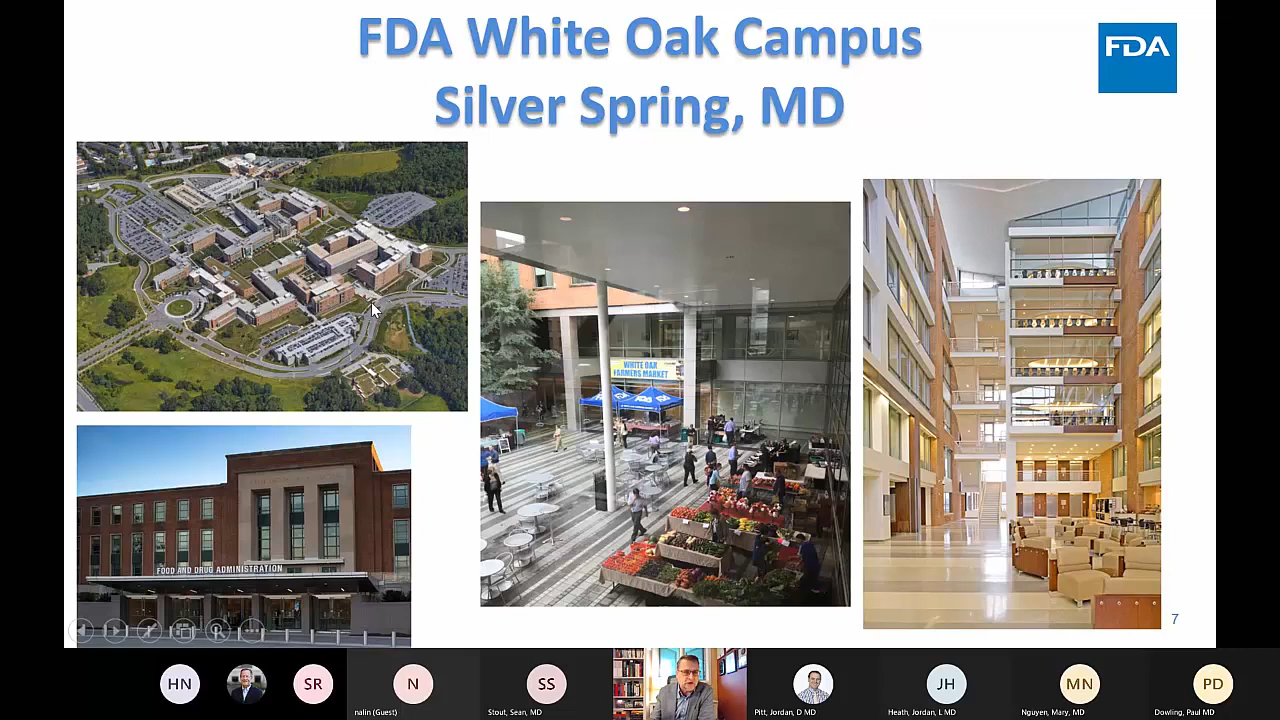 FDA White Oak Campus
Silver Spring, MD
FDA
WHITE OAK
FARMERS MARKET
FDA
FDA
FOOD AND DRUG ADMINISTRATION
7
HN
SR
N
SS
JH
MN
PD
nalin (Guest)
Stout, Sean, MD
Pitt, Jordan, D MD
Heath, Jordan, L MD
Nguyen, Mary, MD
Dowling, Paul MD